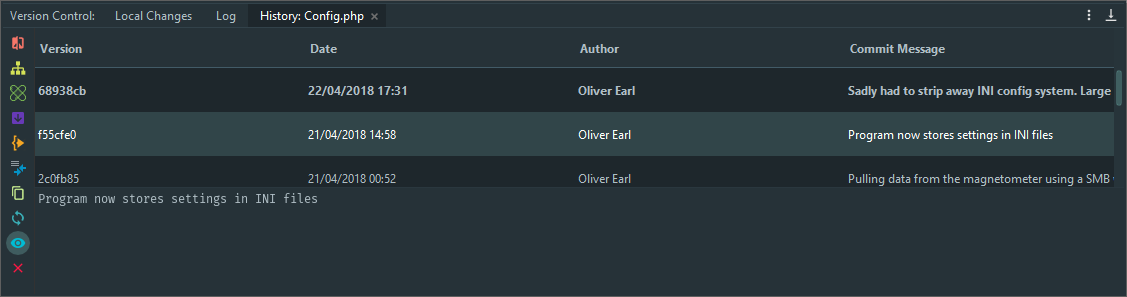 Version Control: Local Changes Log History: Config.php
Version Date Author Commit Message
68938cb 22/04/2018 17:31 Oliver Earl Sadly had to strip away INI config system. Large
f55cfe0 21/04/2018 14:58 Oliver Earl Program now stores settings in INI files
2c0fb85 21/04/2018 00:52 Oliver Earl Pulling data from the magnetometer using a SMB
Program now stores settings in INI files